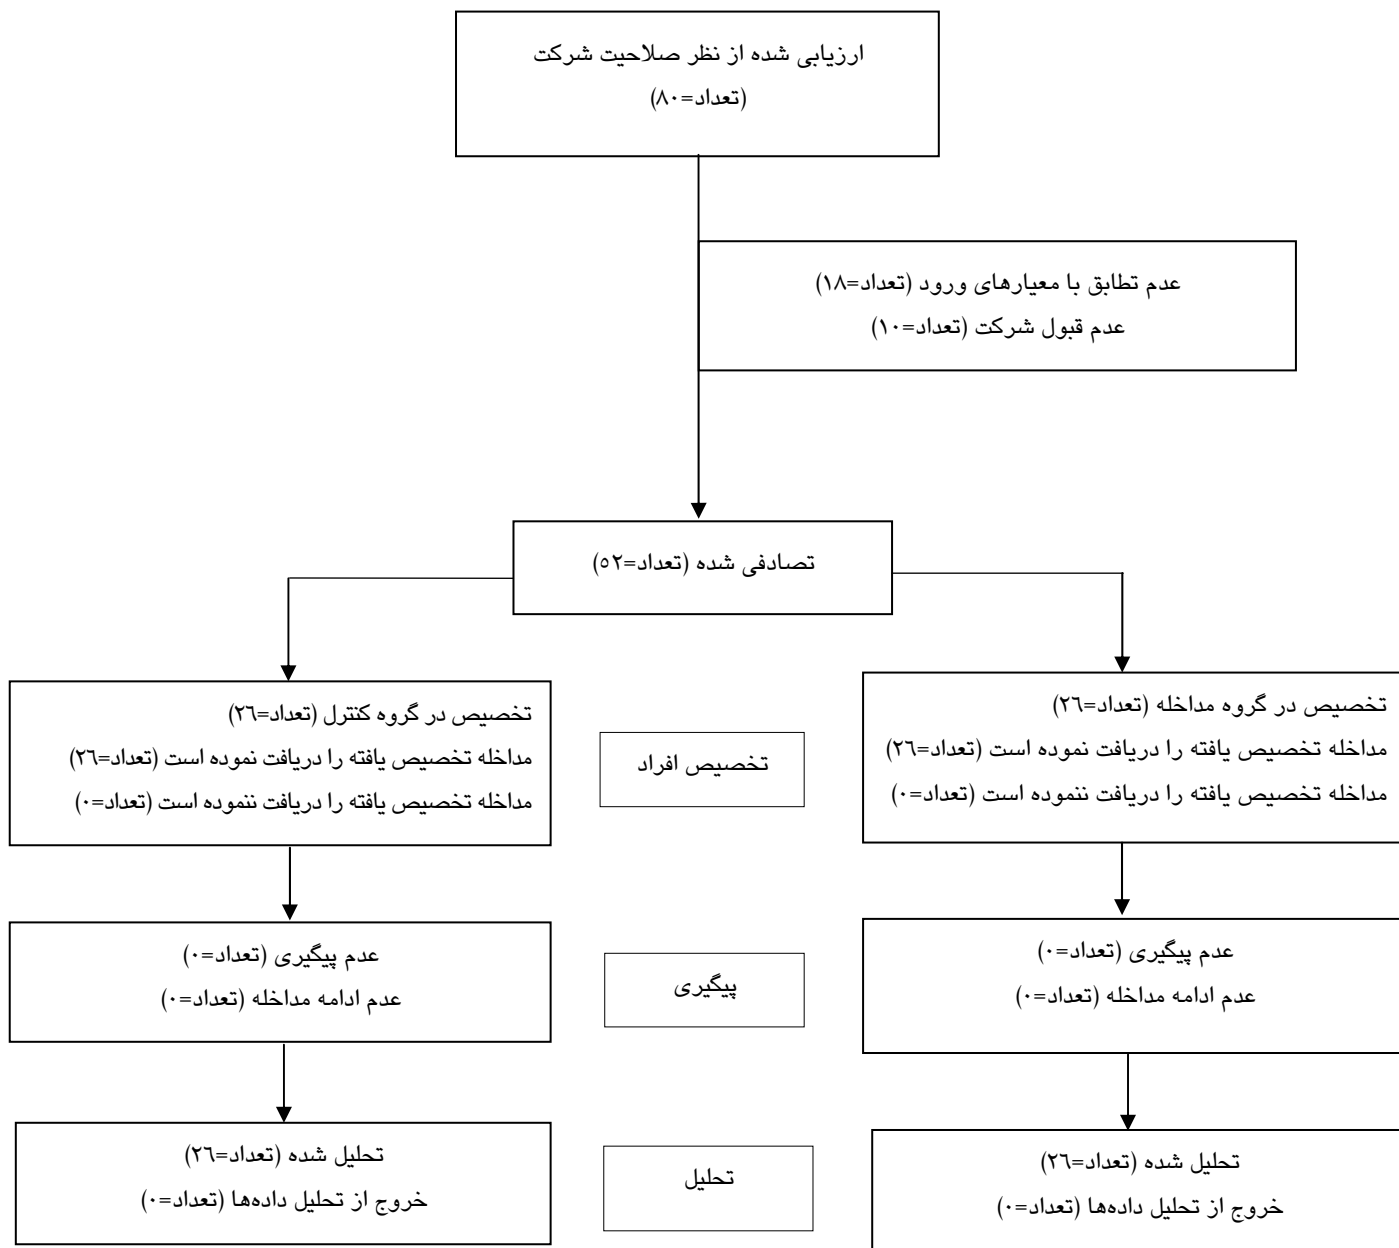 ارزیابی شده از نظر صلاحیت شرکت
(تعداد=۸۰)
عدم تطابق با معیارهای ورود (تعداد=۱۸)
عدم قبول شرکت (تعداد=۱۰)
تصادفی شده (تعداد=۵۲)
تخصیص در گروه مداخله (تعداد=۲۶)
مداخله تخصیص یافته را دریافت نموده است (تعداد=۲۶)
مداخله تخصیص یافته را دریافت ننموده است (تعداد=۰)
تخصیص افراد
تخصیص در گروه کنترل (تعداد=۲۶)
مداخله تخصیص یافته را دریافت نموده است (تعداد=۲۶)
مداخله تخصیص یافته را دریافت ننموده است (تعداد=۰)
عدم پیگیری (تعداد=۰)
عدم ادامه مداخله (تعداد=۰)
پیگیری
عدم پیگیری (تعداد=۰)
عدم ادامه مداخله (تعداد=۰)
تحلیل شده (تعداد=۲۶)
خروج از تحلیل داده‌ها (تعداد=۰)
تحلیل
تحلیل شده (تعداد=۲۶)
خروج از تحلیل داده‌ها (تعداد=۰)